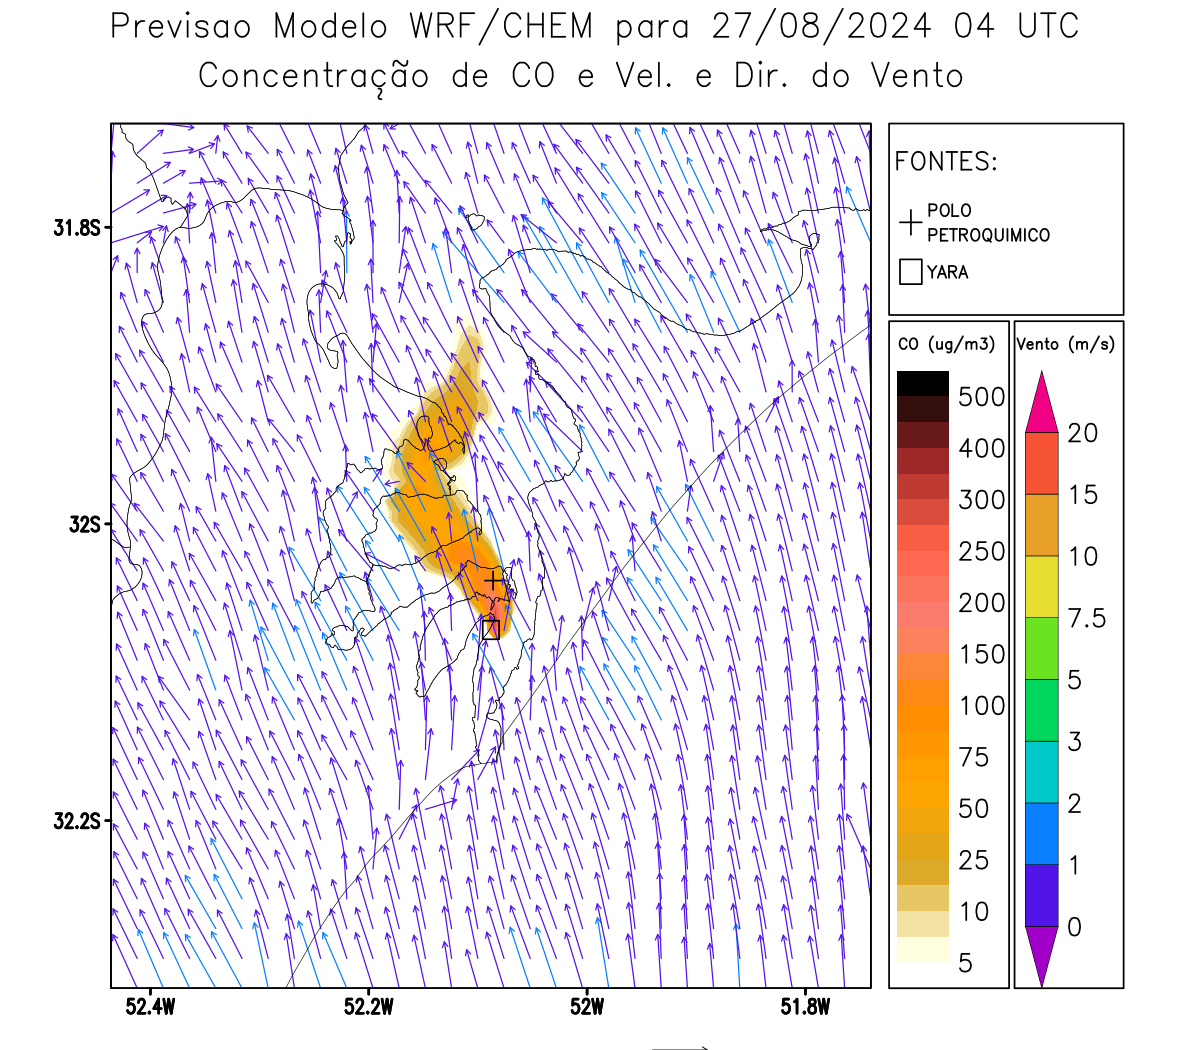 Previsao Modelo WRF/CHEM para 27/08/2024 04 UTC
Concentração de CO e Vel. e Dir. do Vento
FONTES:
POLO
PETROQUIMICO
YARA
CO (ug/m3)
500
400
300
250
200
150
100
75
50
25
10
5
Vento (m/s)
20
15
10
7.5
5
3
2
1
0
31.8S
32S
32.2S
52.4W
52.2W
52W
51.8W